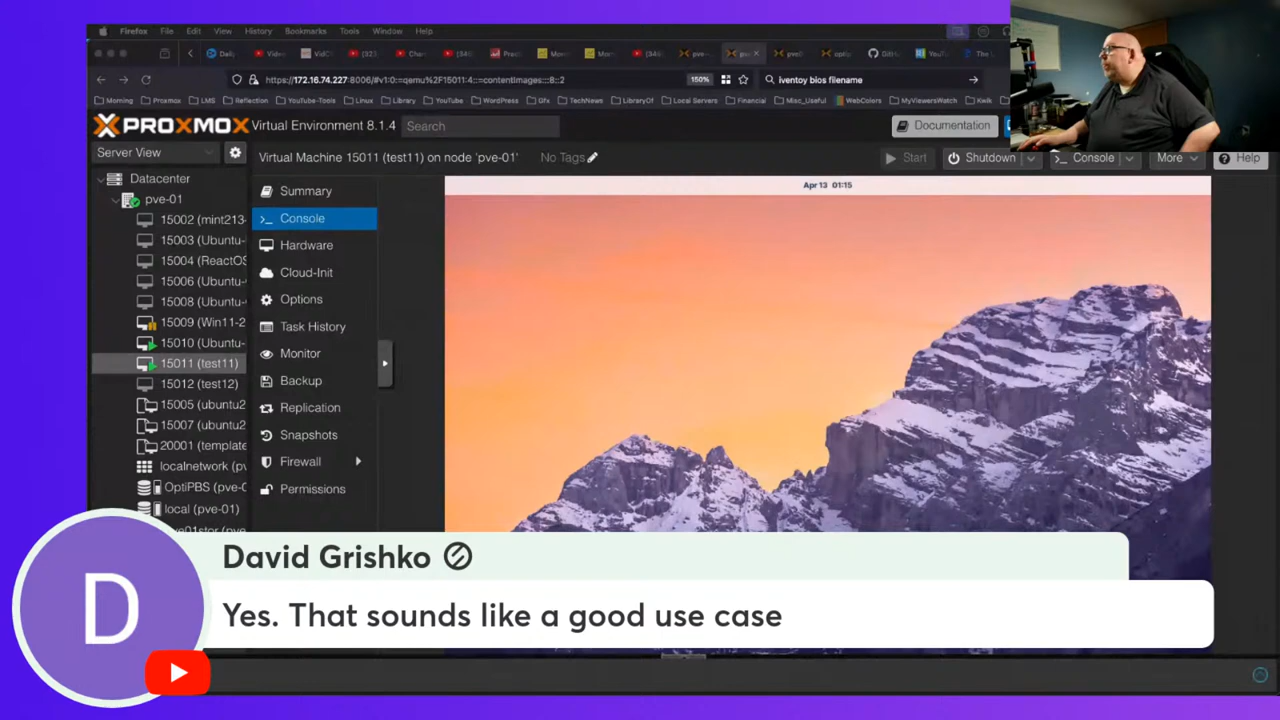 Firefox File Edit View History Bookmarks Tools Window Help
https://172.16.74.227:8006/#v1:0:=qemu%2F15011:4::=contentImages:::8::2
150%
iventoy bios filename
Morning Proxmox LMS Reflection YouTube-Tools Linux Library YouTube WordPress Gfx TechNews LibraryOf Local Servers Financial Misc_Useful WebColors MyViewersWatch Kwik
PROXMOX Virtual Environment 8.1.4 Search Documentation
Server View
Virtual Machine 15011 (test11) on node 'pve-01' No Tags Start Shutdown Console More Help
Datacenter
pve-01
15002 (mint213-
15003 (Ubuntu-
15004 (ReactOS
15006 (Ubuntu-
15008 (Ubuntu-
15009 (Win11-2
15010 (Ubuntu-
15011 (test11)
15012 (test12)
15005 (ubuntu2
15007 (ubuntu2
20001 (template
localnetwork (pv
OptiPBS (pve-0
local (pve-01)
Summary
Console
Hardware
Cloud-Init
Options
Task History
Monitor
Backup
Replication
Snapshots
Firewall
Permissions
Apr 13 01:15
D
David Grishko
Yes. That sounds like a good use case